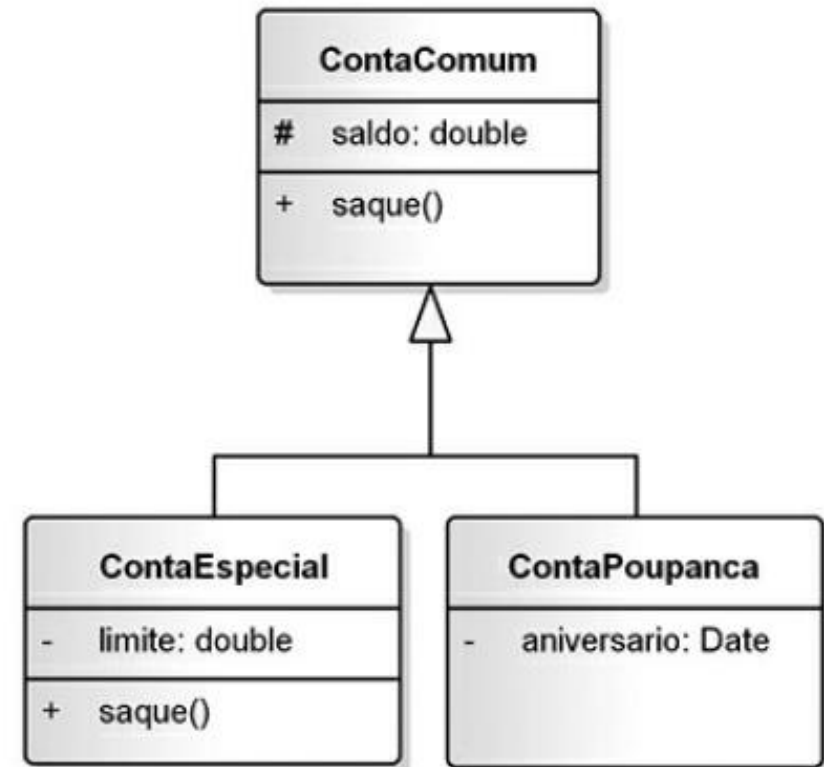 ContaComum
# saldo: double
+ saque()
ContaEspecial
- limite: double
+ saque()
ContaPoupanca
- aniversario: Date